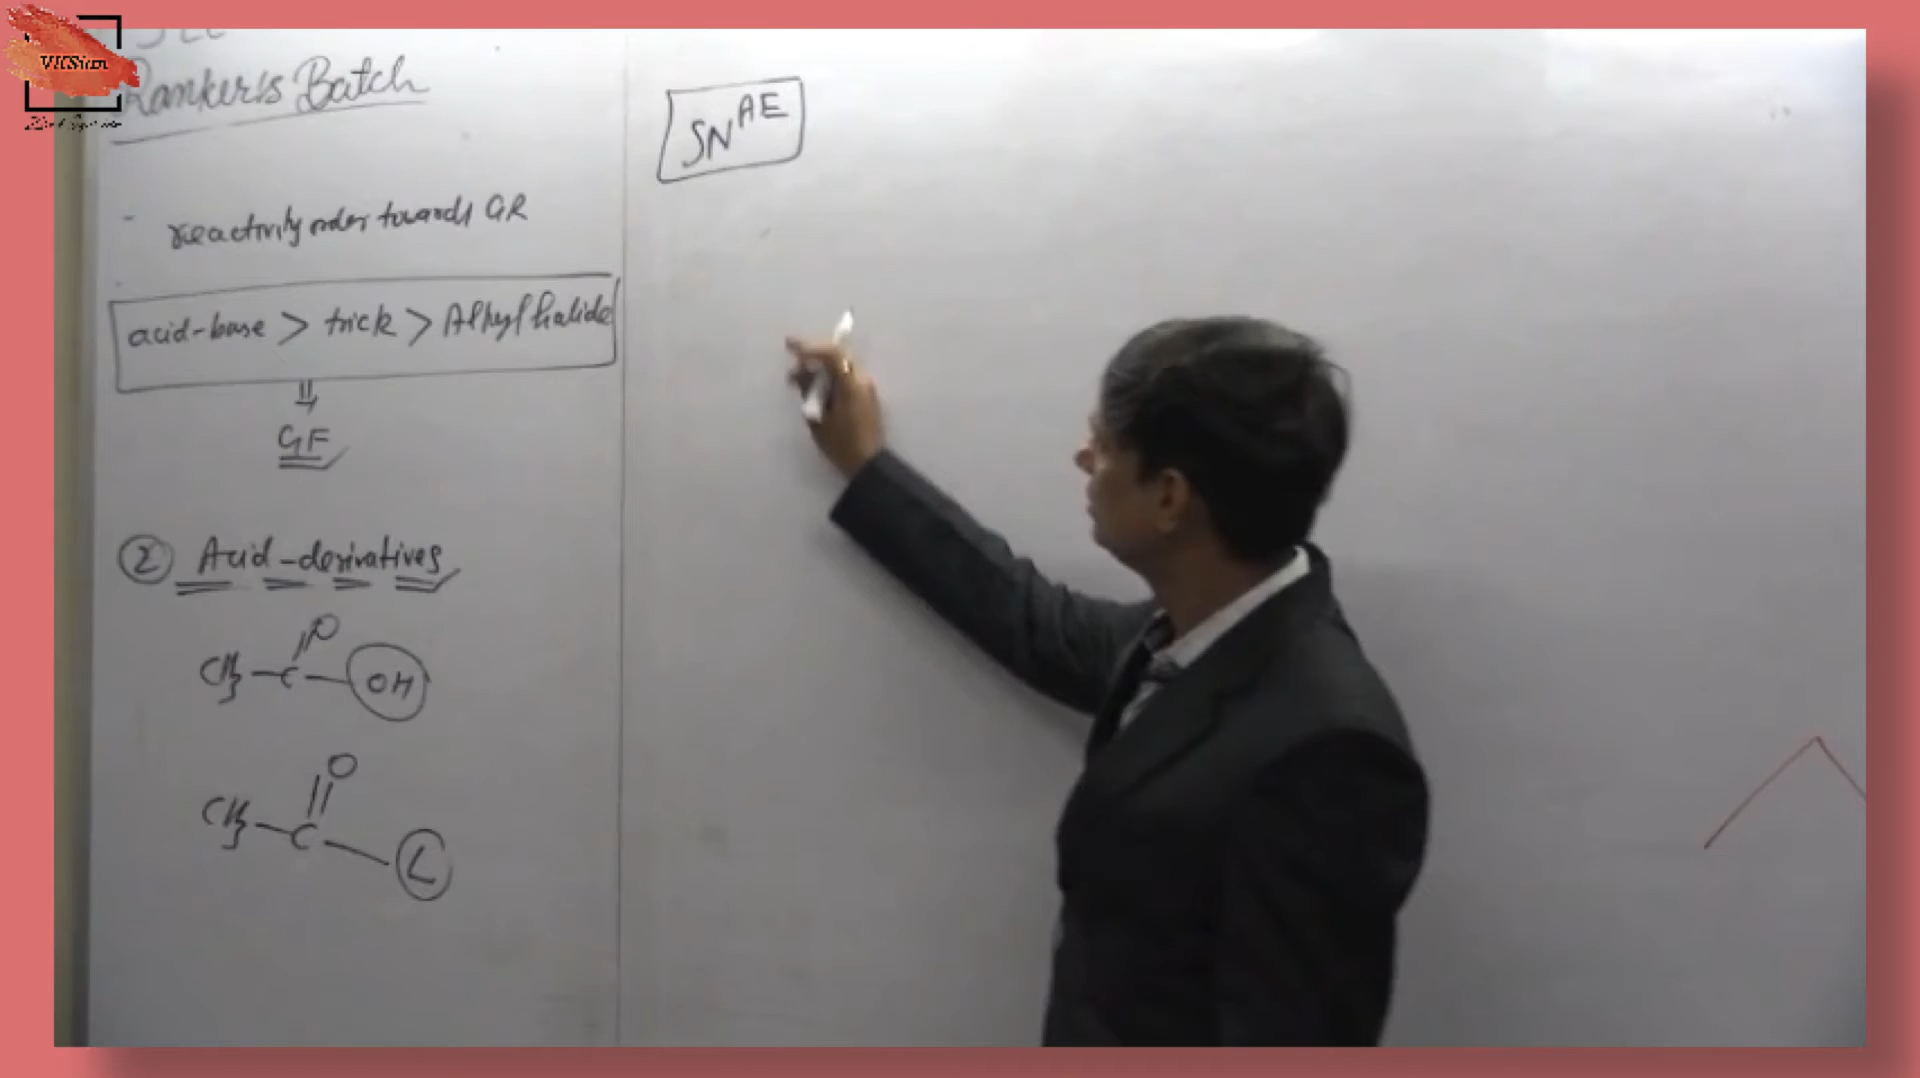 VKSir
Ranker's Batch
- reactivity order towards GR
acid-base > trick > Alkyl halide
⇓
GF
② Acid-derivatives
O
CH3-C-OH
O
CH3-C-L
SN^AE